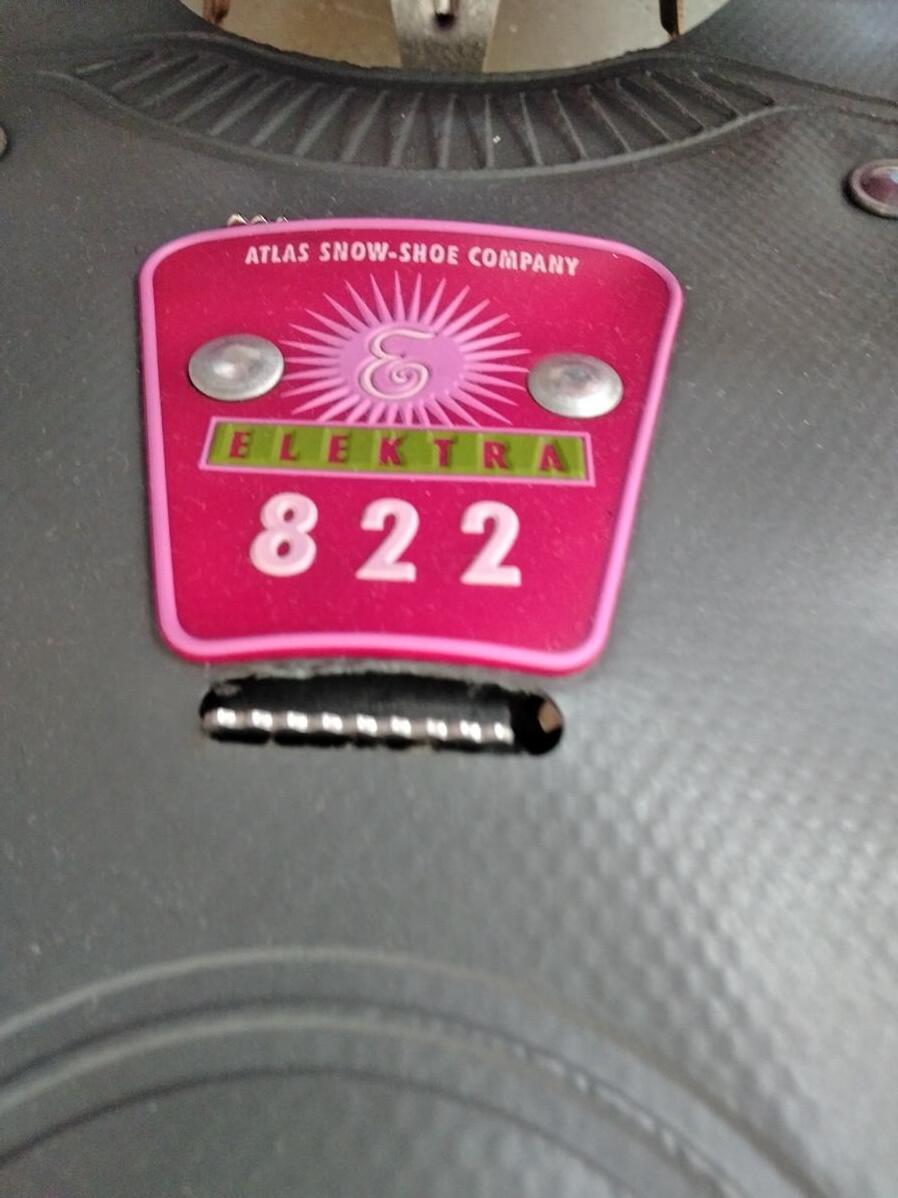 ATLAS SNOW-SHOE COMPANY
E
ELEKTRA
822